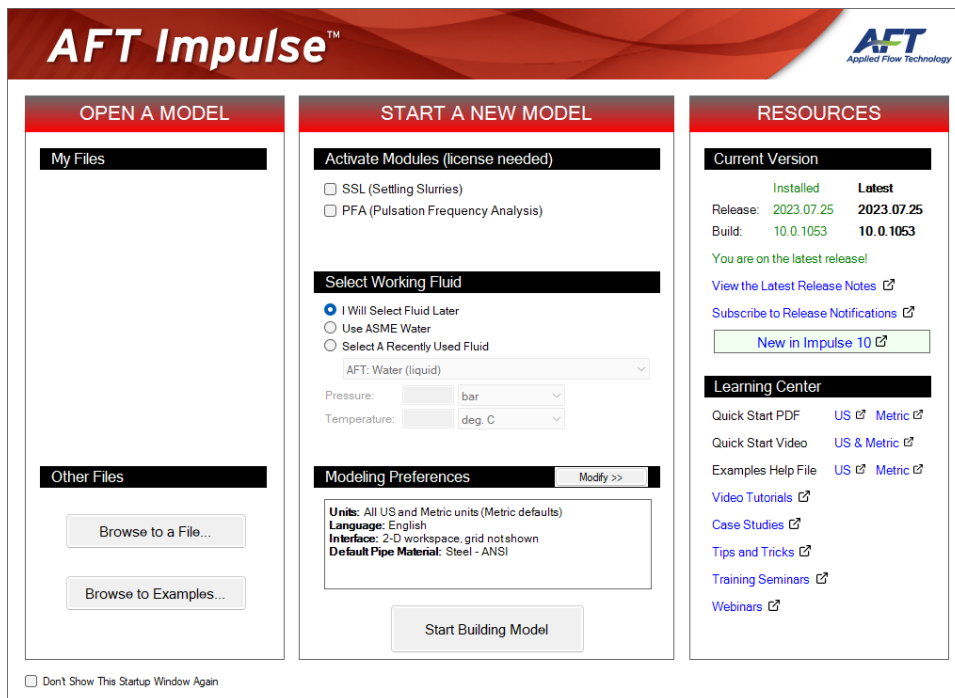 AFT Impulse™
AFT
Applied Flow Technology
OPEN A MODEL
My Files
Other Files
Browse to a File...
Browse to Examples...
START A NEW MODEL
Activate Modules (license needed)
SSL (Settling Slurries)
PFA (Pulsation Frequency Analysis)
Select Working Fluid
I Will Select Fluid Later
Use ASME Water
Select A Recently Used Fluid
AFT: Water (liquid)
Pressure: bar
Temperature: deg. C
Modeling Preferences Modify >>
Units: All US and Metric units (Metric defaults)
Language: English
Interface: 2-D workspace, grid not shown
Default Pipe Material: Steel - ANSI
Start Building Model
RESOURCES
Current Version
Installed Latest
Release: 2023.07.25 2023.07.25
Build: 10.0.1053 10.0.1053
You are on the latest release!
View the Latest Release Notes
Subscribe to Release Notifications
New in Impulse 10
Learning Center
Quick Start PDF US Metric
Quick Start Video US & Metric
Examples Help File US Metric
Video Tutorials
Case Studies
Tips and Tricks
Training Seminars
Webinars
Don't Show This Startup Window Again